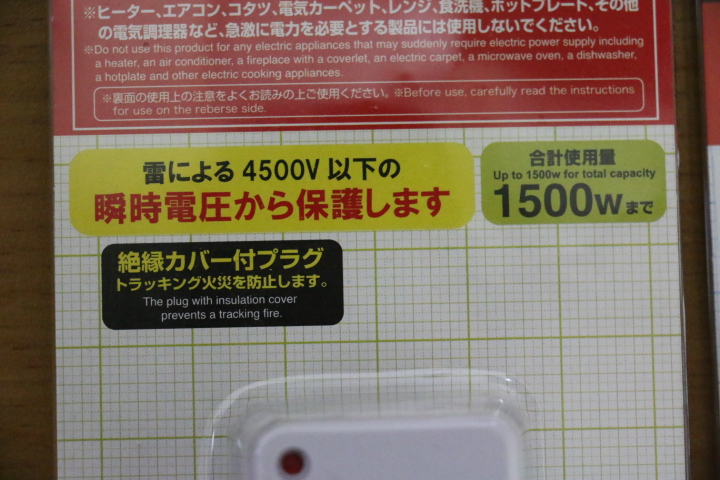 ※ヒーター、エアコン、コタツ、電気カーペット、レンジ、食洗機、ホットプレート、その他
の電気調理器など、急激に電力を必要とする製品には使用しないでください。
※Do not use this product for any electric appliances that may suddenly require electric power supply including
a heater, an air conditioner, a fireplace with a coverlet, an electric carpet, a microwave oven, a dishwasher,
a hotplate and other electric cooking appliances.
※裏面の使用上の注意をよくお読みの上ご使用ください。※Before use, carefully read the instructions
for use on the reberse side.
雷による 4500V 以下の
瞬時電圧から保護します
合計使用量
Up to 1500w for total capacity
1500wまで
絶縁カバー付プラグ
トラッキング火災を防止します。
The plug with insulation cover
prevents a tracking fire.